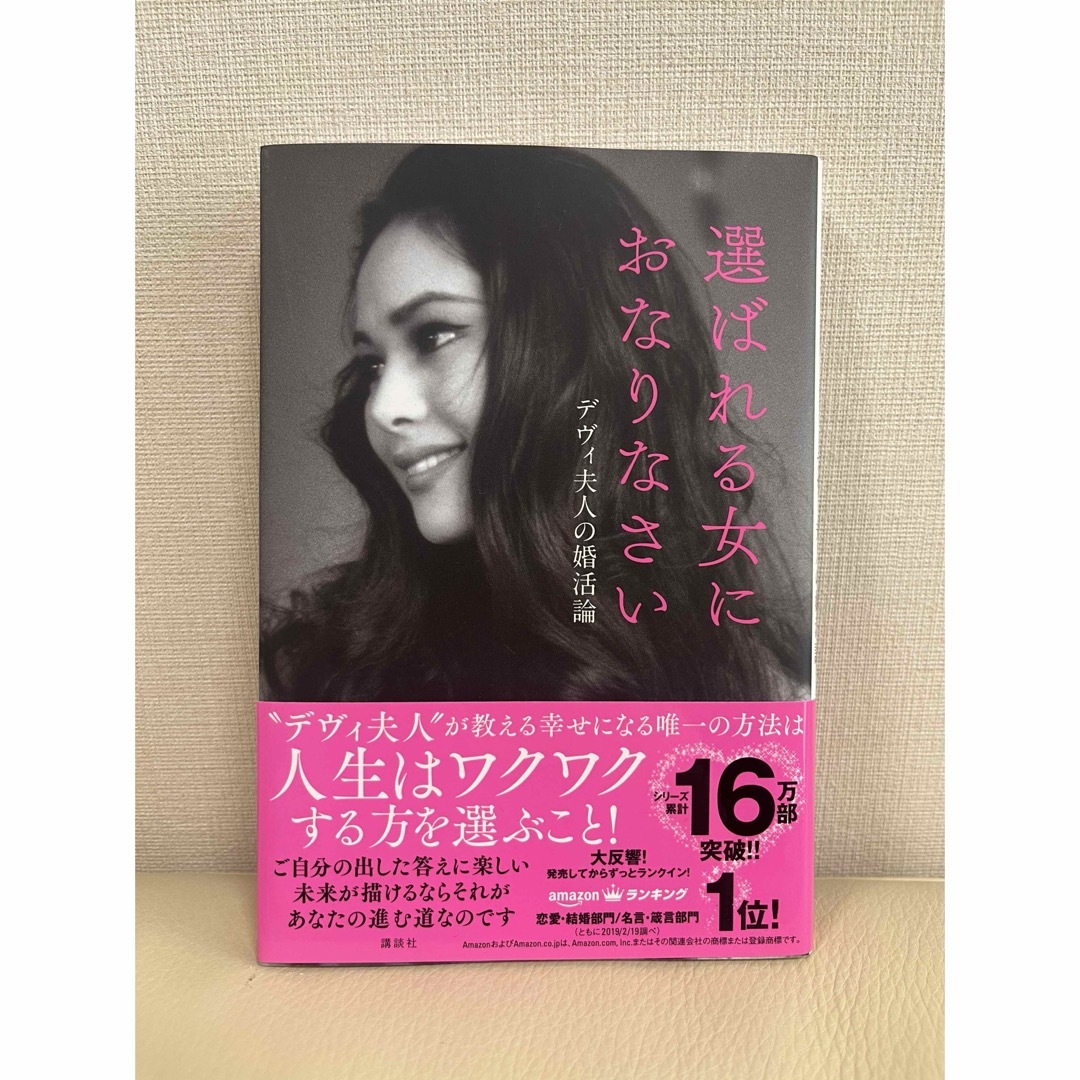 選ばれる女に
おなりなさい
デヴィ夫人の婚活論
〝デヴィ夫人〟が教える幸せになる唯一の方法は
人生はワクワク
する方を選ぶこと!
ご自分の出した答えに楽しい
未来が描けるならそれが
あなたの進む道なのです
講談社
シリーズ
累計
16万部
突破!!
大反響!
発売してからずっとランクイン!
amazon ランキング
恋愛・結婚部門/名言・箴言部門
1位!
(ともに2019/2/19調べ)
AmazonおよびAmazon.co.jpは、Amazon.com, Inc.またはその関連会社の商標または登録商標です。